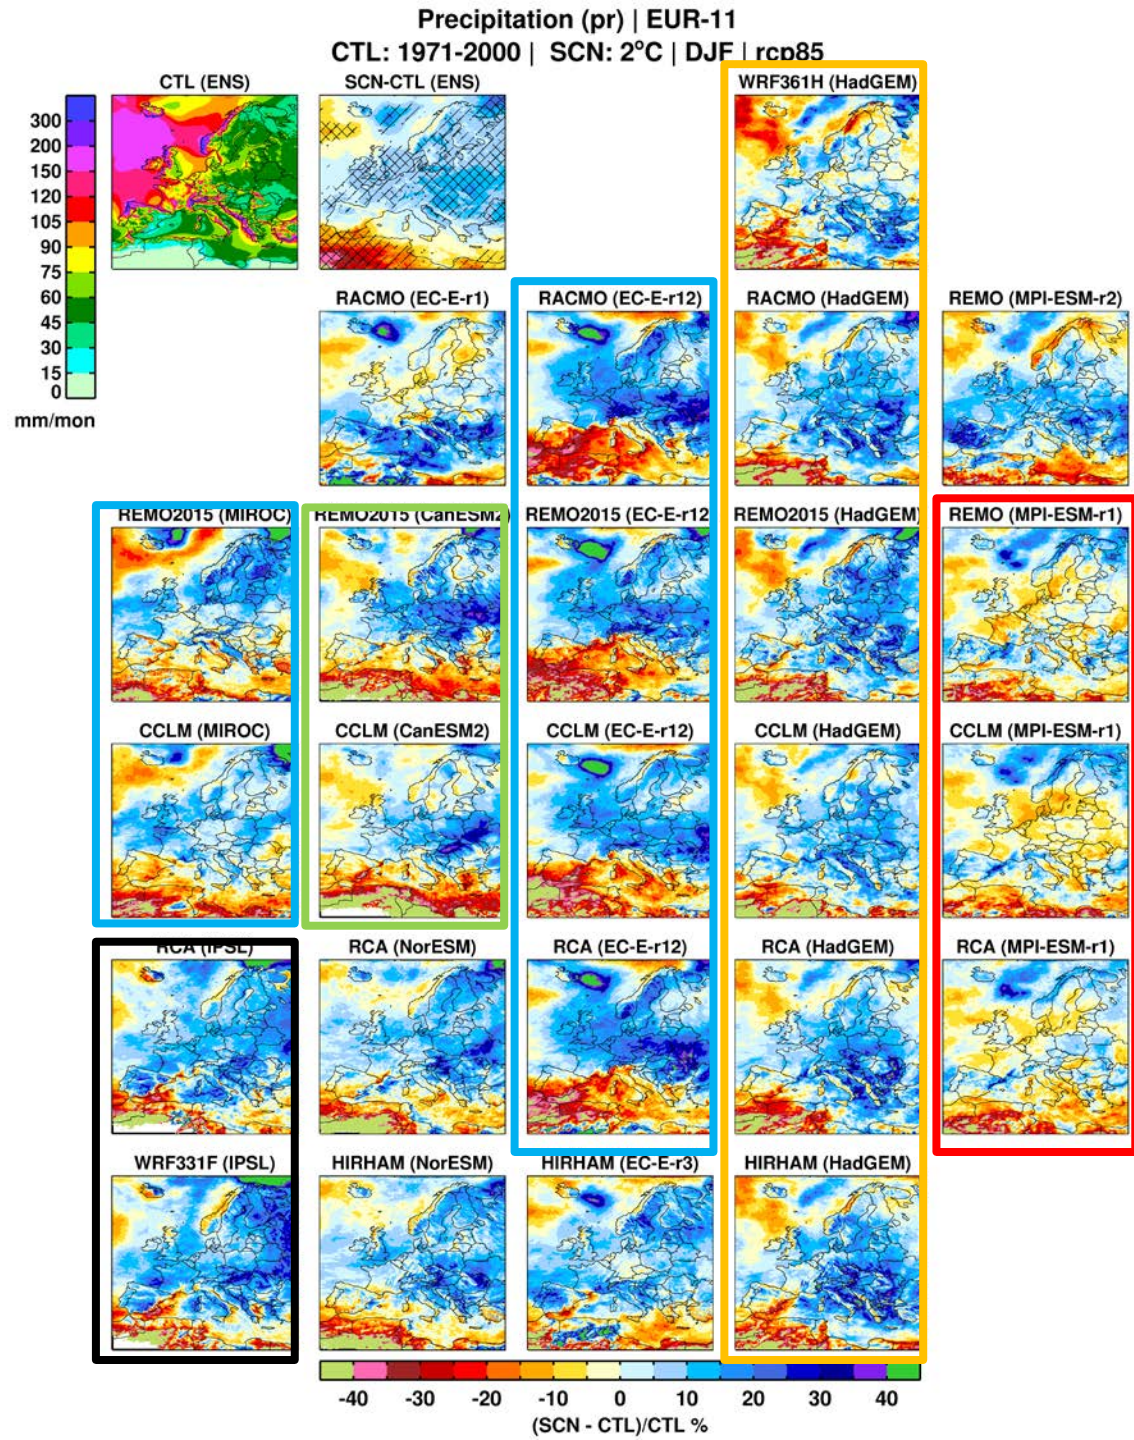 Precipitation (pr) | EUR-11
CTL: 1971-2000 | SCN: 2°C | DJF | rcp85
CTL (ENS)
SCN-CTL (ENS)
WRF361H (HadGEM)
300
200
150
120
105
90
75
60
45
30
15
0
mm/mon
RACMO (EC-E-r1)
RACMO (EC-E-r12)
RACMO (HadGEM)
REMO (MPI-ESM-r2)
REMO2015 (MIROC)
REMO2015 (CanESM2)
REMO2015 (EC-E-r12
REMO2015 (HadGEM)
REMO (MPI-ESM-r1)
CCLM (MIROC)
CCLM (CanESM2)
CCLM (EC-E-r12)
CCLM (HadGEM)
CCLM (MPI-ESM-r1)
RCA (IPSL)
RCA (NorESM)
RCA (EC-E-r12)
RCA (HadGEM)
RCA (MPI-ESM-r1)
WRF331F (IPSL)
HIRHAM (NorESM)
HIRHAM (EC-E-r3)
HIRHAM (HadGEM)
-40 -30 -20 -10 0 10 20 30 40
(SCN - CTL)/CTL %